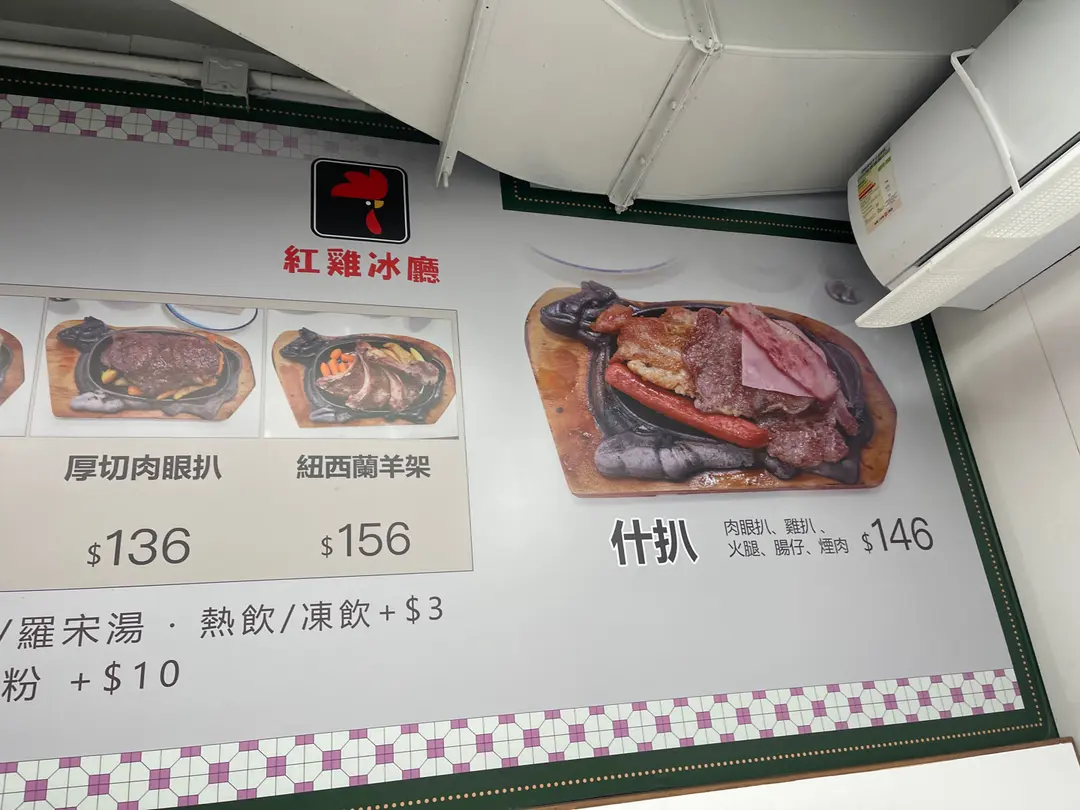 紅雞冰廳
厚切肉眼扒
$136
紐西蘭羊架
$156
什扒
肉眼扒、雞扒、
火腿、腸仔、煙肉
$146
/羅宋湯 · 熱飲/凍飲+$3
粉 +$10